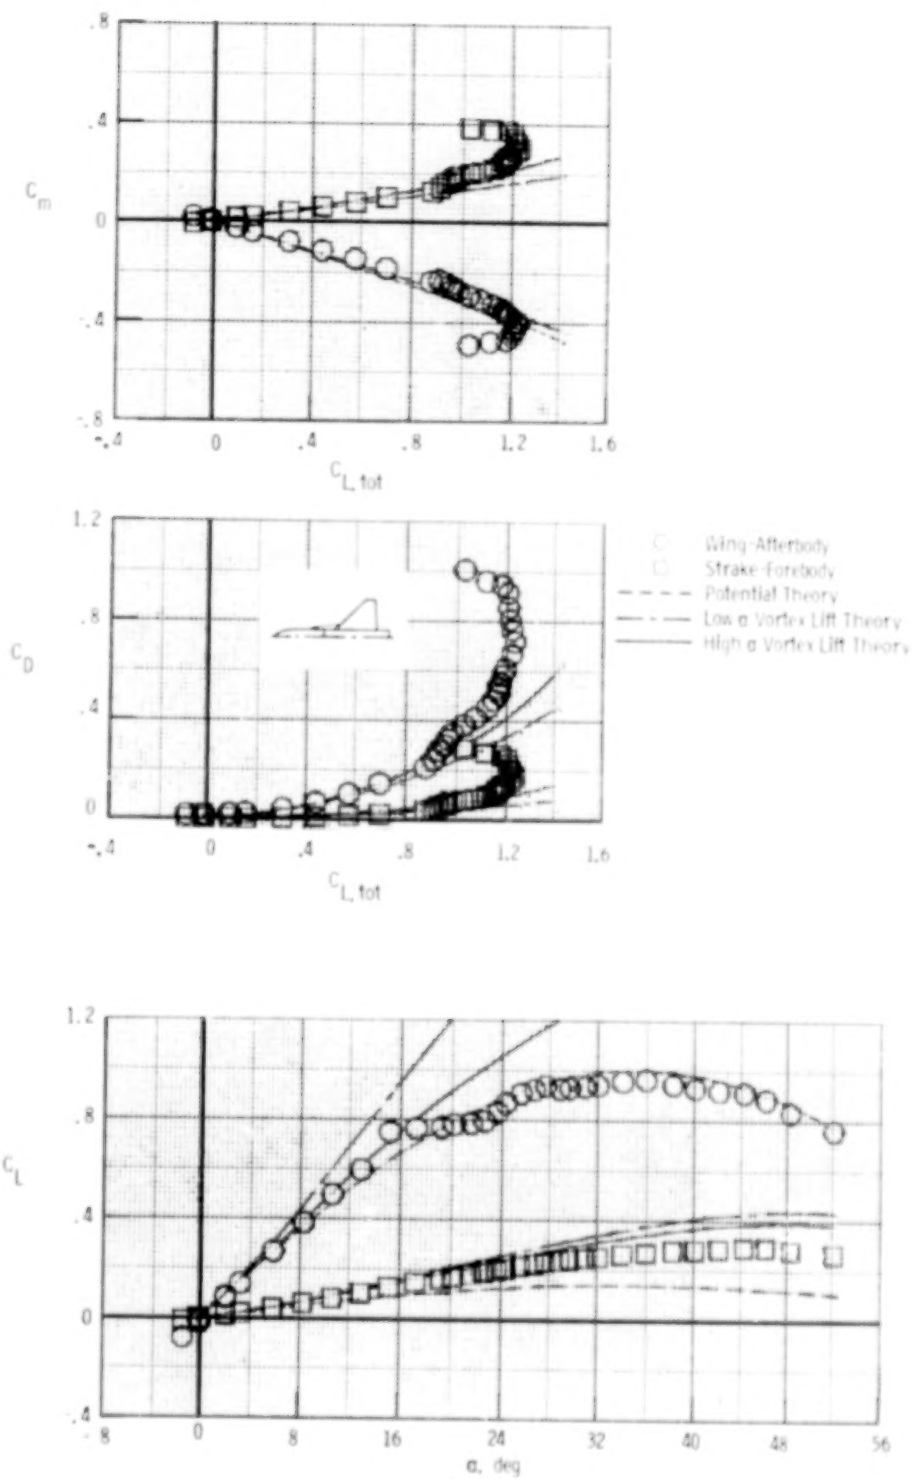 .8
.4
C_m
0
-.4
-.8
-.4 0 .4 .8 1.2 1.6
C_L, tot
1.2
.8
C_D
.4
0
-.4 0 .4 .8 1.2 1.6
C_L, tot
Wing-Afterbody
Strake-Forebody
Potential Theory
Low α Vortex Lift Theory
High α Vortex Lift Theory
1.2
.8
C_L
.4
0
-.4
-8 0 8 16 24 32 40 48 56
α, deg